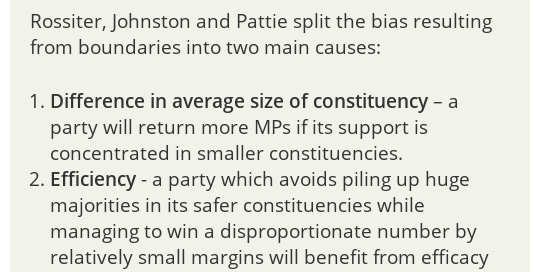 Rossiter, Johnston and Pattie split the bias resulting
from boundaries into two main causes:
1. Difference in average size of constituency – a
party will return more MPs if its support is
concentrated in smaller constituencies.
2. Efficiency - a party which avoids piling up huge
majorities in its safer constituencies while
managing to win a disproportionate number by
relatively small margins will benefit from efficacy